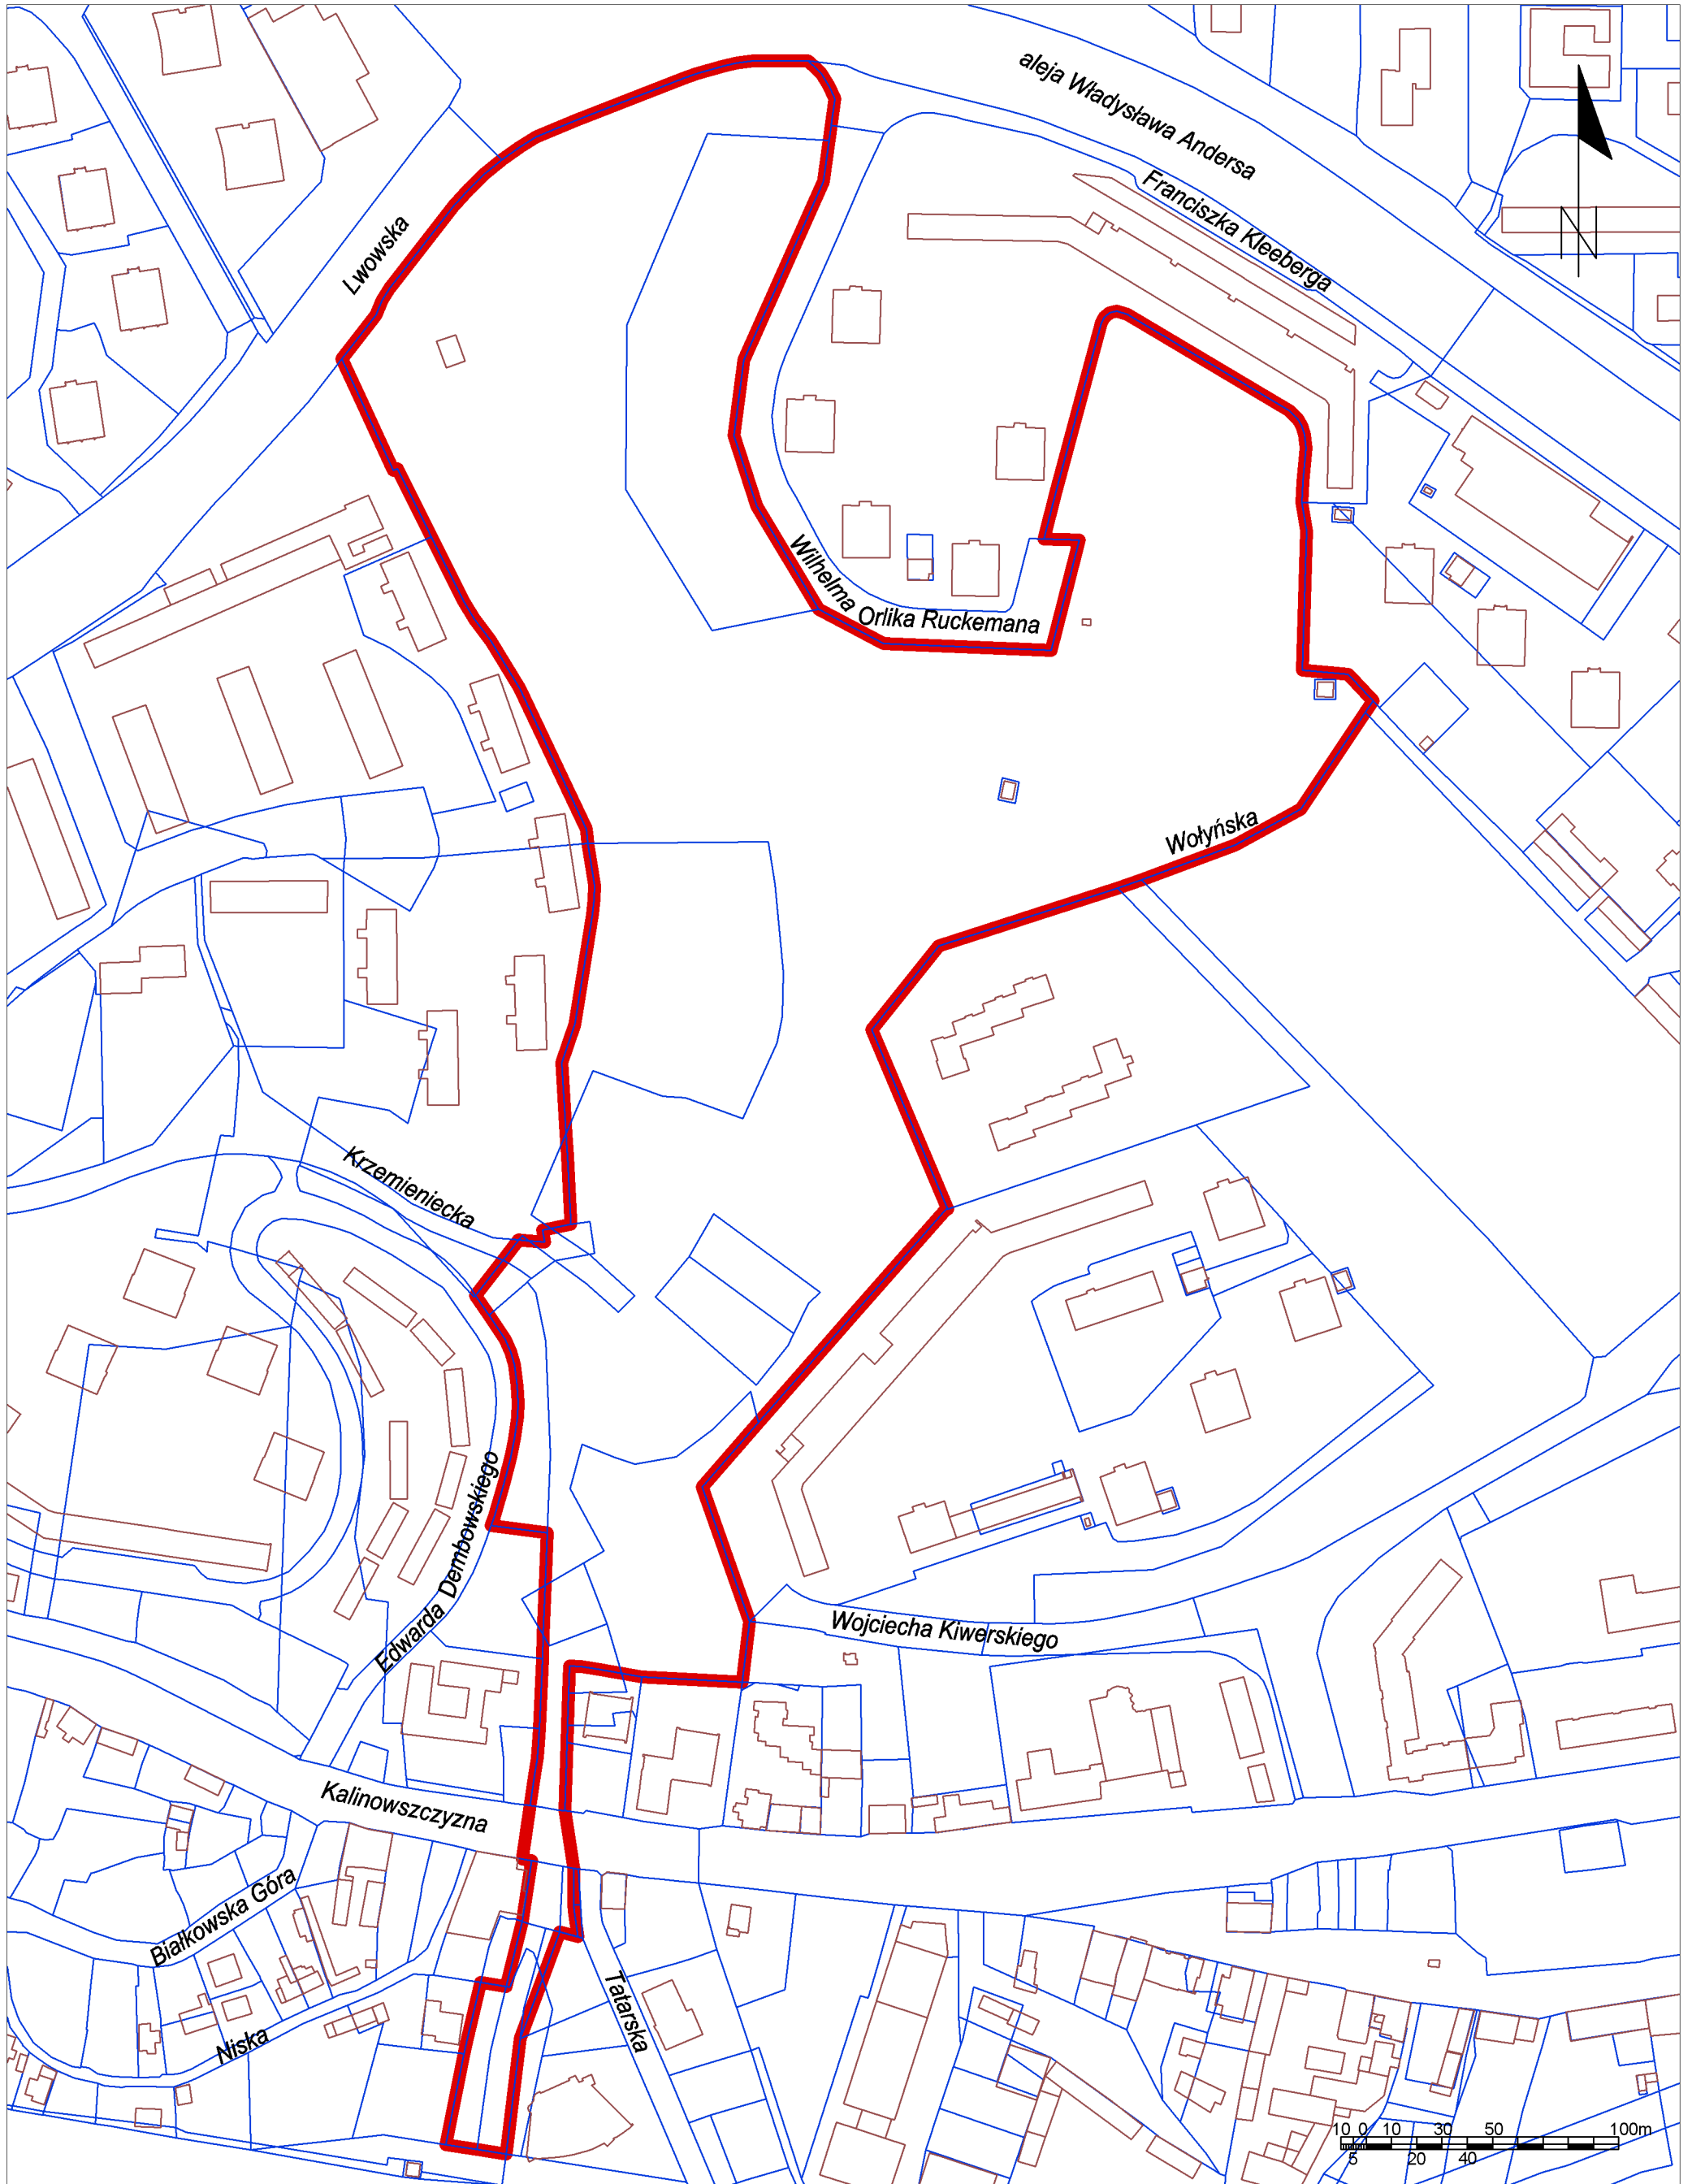 aleja Władysława Andersa
Franciszka Kleeberga
N
Lwowska
Wilhelma Orlika Ruckemana
Wołyńska
Krzemieniecka
Edwarda Dembowskiego
Wojciecha Kiwerskiego
Kalinowszczyzna
Białkowska Góra
Niska
Tatarska
10 0 10 30 50 100m
5 20 40